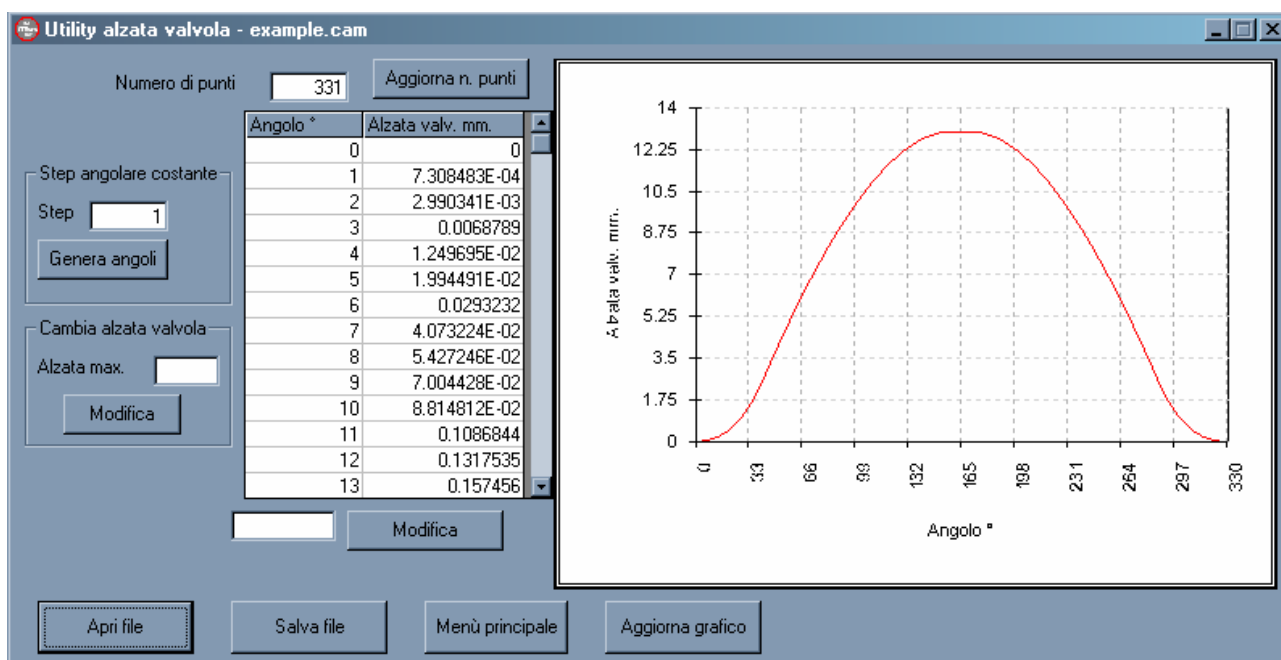 Utility alzata valvola - example.cam
Numero di punti 331 Aggiorna n. punti
Step angolare costante
Step 1
Genera angoli
Cambia alzata valvola
Alzata max.
Modifica
Angolo ° Alzata valv. mm.
0 0
1 7.308483E-04
2 2.990341E-03
3 0.0068789
4 1.249695E-02
5 1.994491E-02
6 0.0293232
7 4.073224E-02
8 5.427246E-02
9 7.004428E-02
10 8.814812E-02
11 0.1086844
12 0.1317535
13 0.157456
Modifica
Alzata valv. mm.
14
12.25
10.5
8.75
7
5.25
3.5
1.75
0
0 33 66 99 132 165 198 231 264 297 330
Angolo °
Apri file Salva file Menù principale Aggiorna grafico